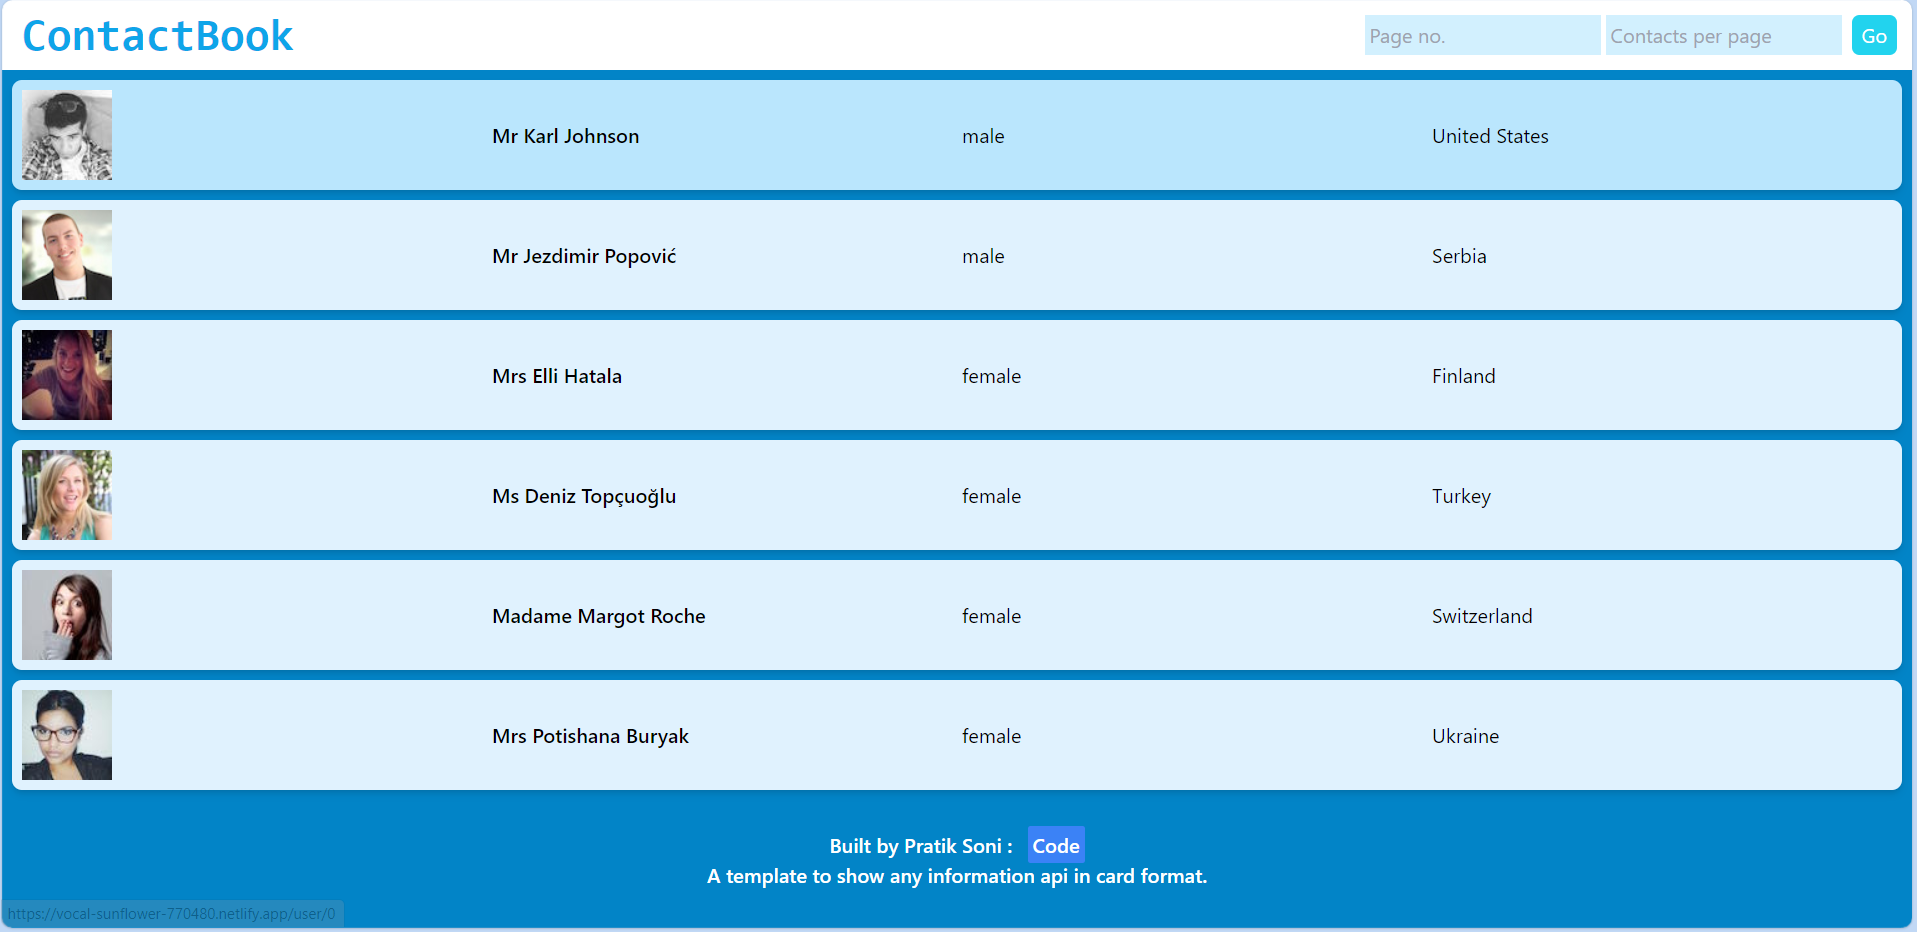 ContactBook Page no. Contacts per page Go
Mr Karl Johnson male United States
Mr Jezdimir Popović male Serbia
Mrs Elli Hatala female Finland
Ms Deniz Topçuoğlu female Turkey
Madame Margot Roche female Switzerland
Mrs Potishana Buryak female Ukraine
Built by Pratik Soni : Code
A template to show any information api in card format.
https://vocal-sunflower-770480.netlify.app/user/0